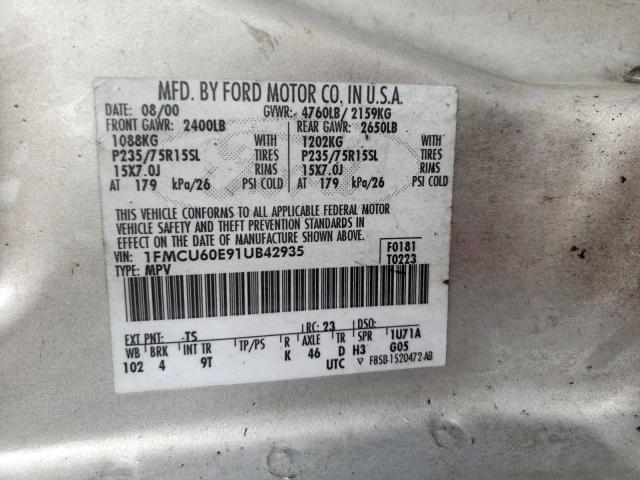 MFD. BY FORD MOTOR CO. IN U.S.A.
DATE: 08/00 GVWR: 4760LB/ 2159KG
FRONT GAWR: 2400LB REAR GAWR: 2650LB
1088KG WITH 1202KG WITH
P235/75R15SL TIRES P235/75R15SL TIRES
15X7.0J RIMS 15X7.0J RIMS
AT 179 kPa/26 PSI COLD AT 179 kPa/26 PSI COLD
THIS VEHICLE CONFORMS TO ALL APPLICABLE FEDERAL MOTOR
VEHICLE SAFETY AND THEFT PREVENTION STANDARDS IN
EFFECT ON THE DATE OF MANUFACTURE SHOWN ABOVE.
VIN: 1FMCU60E91UB42935 F0181
TYPE: MPV T0223
EXT PNT: TS RC: 23 DSO:
WB BRK INT TR TP/PS R AXLE TR SPR 1U71A
102 4 9T K 46 D H3 G05
UTC F85B-1520472-AB